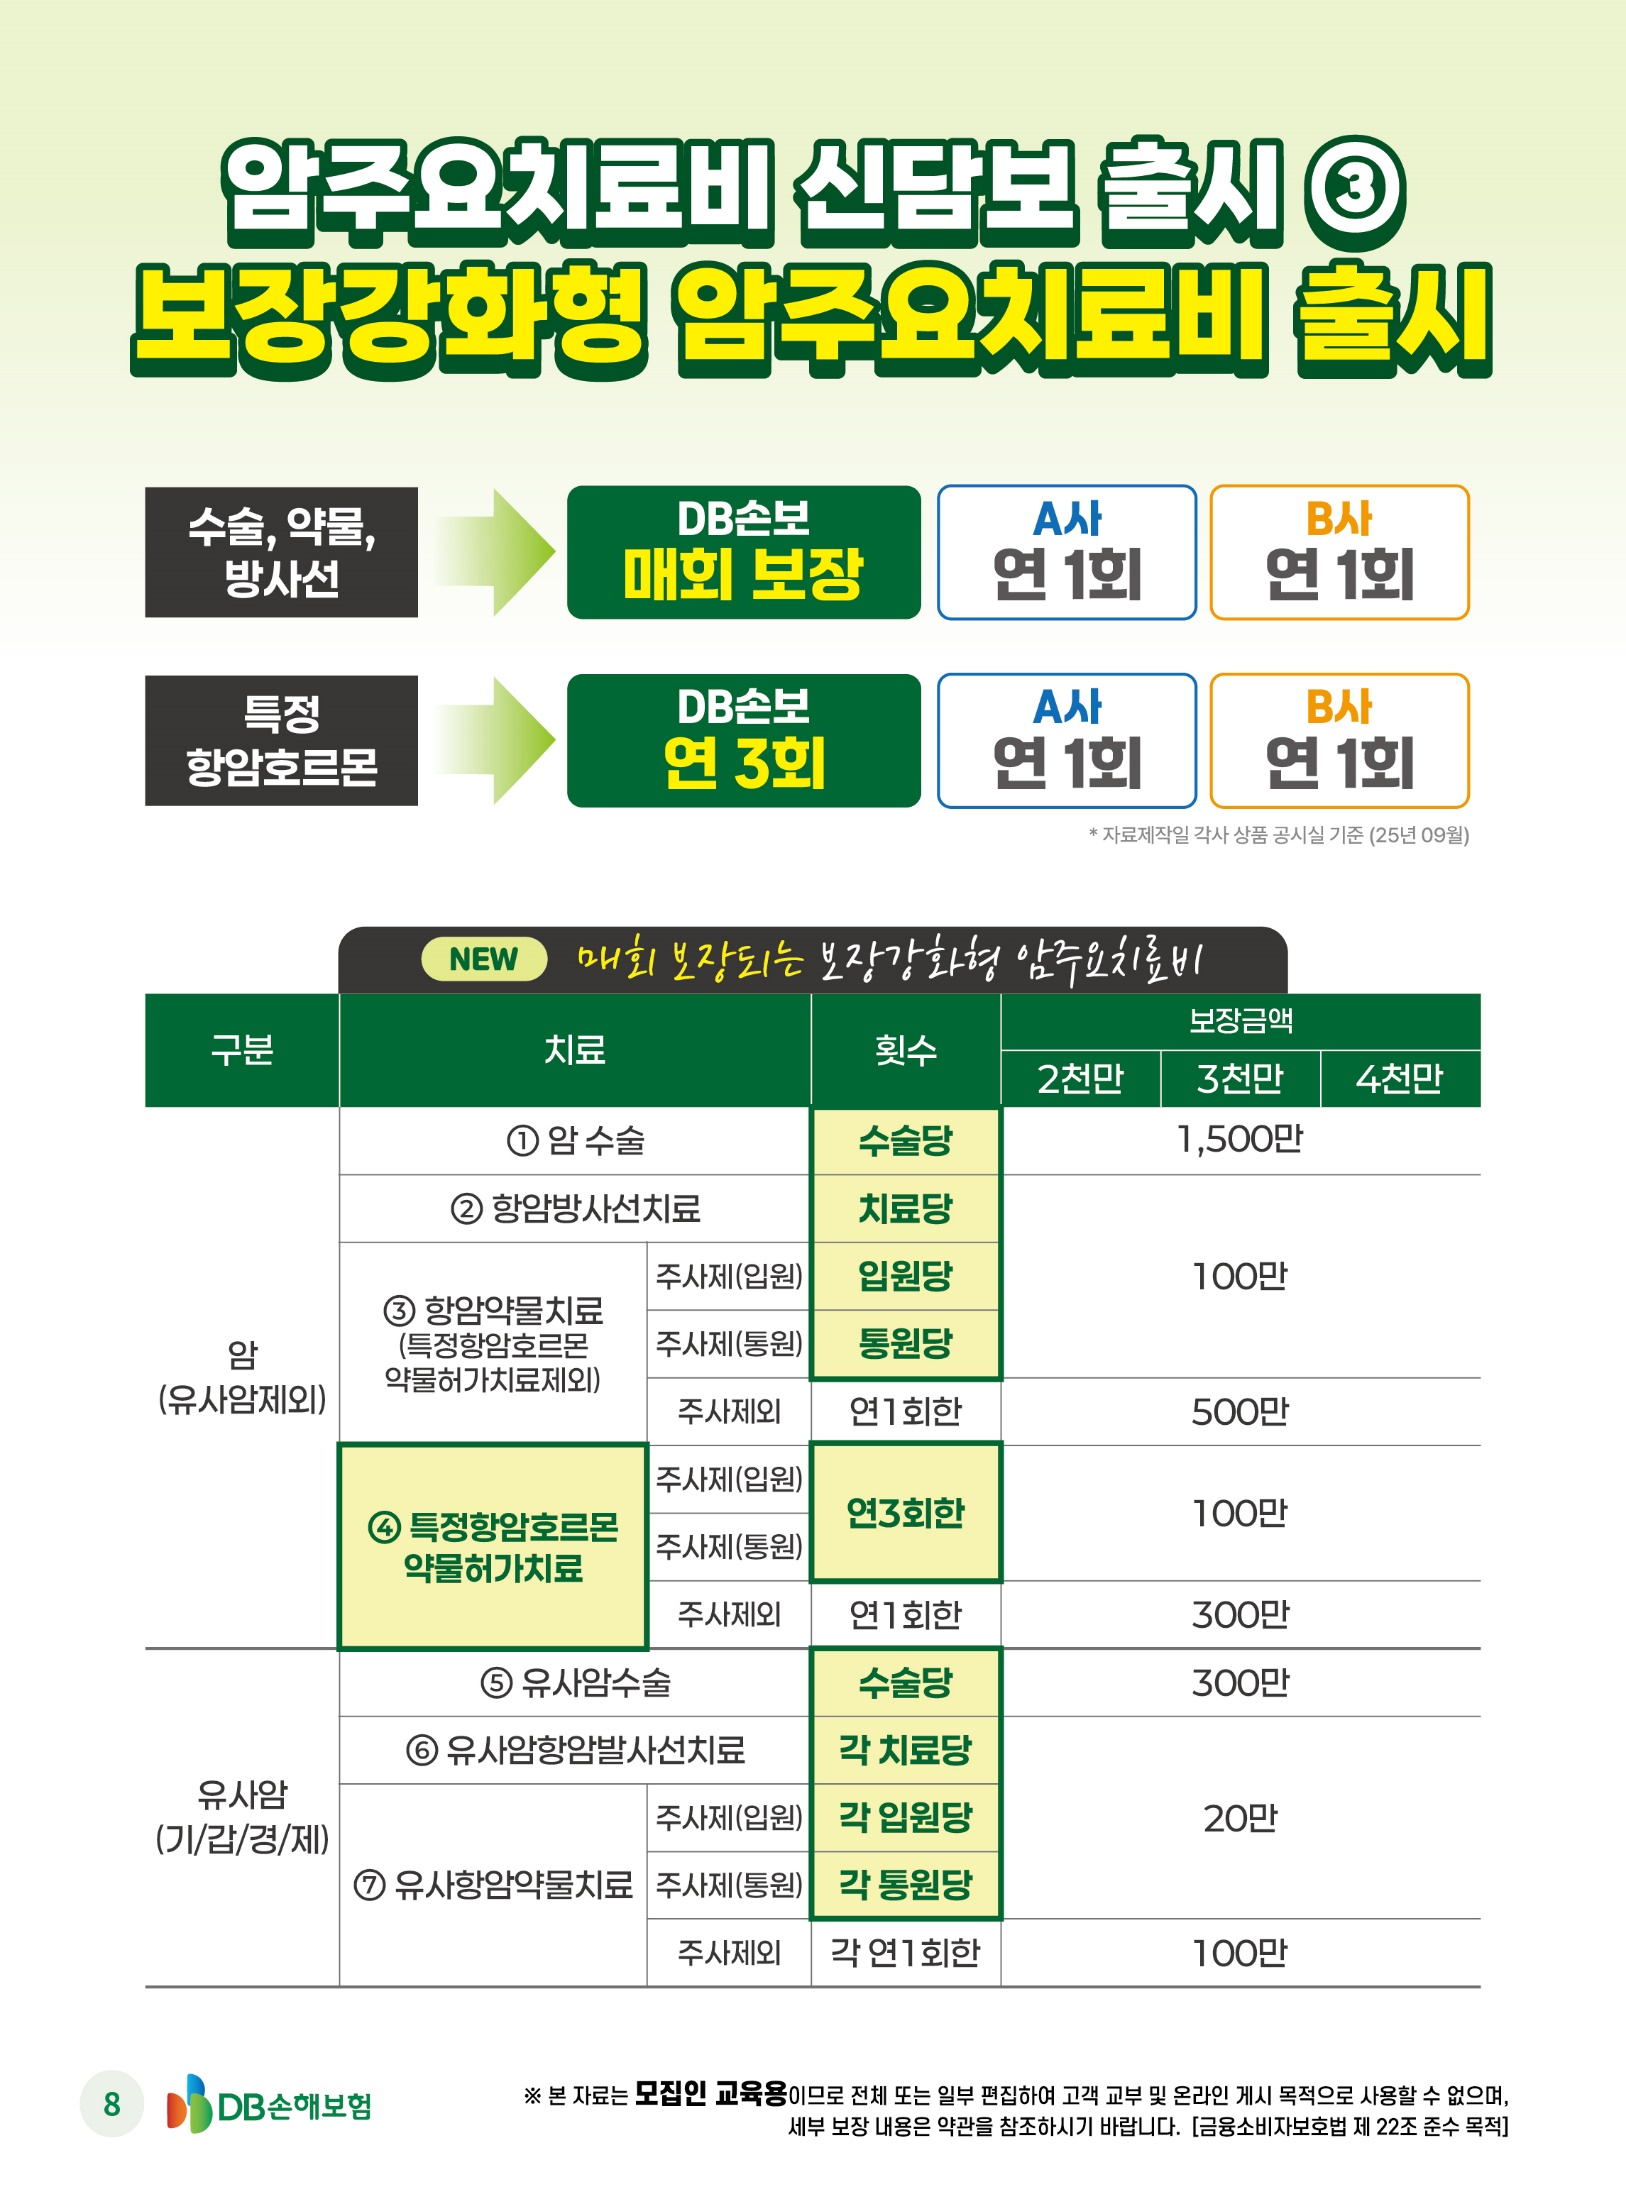 암주요치료비 신담보 출시 ③
보장강화형 암주요치료비 출시
수술, 약물,
방사선
DB손보
매회 보장
A사
연 1회
B사
연 1회
특정
항암호르몬
DB손보
연 3회
A사
연 1회
B사
연 1회
* 자료제작일 각사 상품 공시실 기준 (25년 09월)
NEW 매회 보장되는 보장강화형 암주요치료비
구분 치료 횟수 보장금액
2천만 3천만 4천만
암
(유사암제외)
① 암 수술 수술당 1,500만
② 항암방사선치료 치료당 100만
③ 항암약물치료
(특정항암호르몬
약물허가치료제외)
주사제(입원) 입원당
주사제(통원) 통원당
주사제외 연1회한 500만
④ 특정항암호르몬
약물허가치료
주사제(입원) 연3회한 100만
주사제(통원)
주사제외 연1회한 300만
유사암
(기/갑/경/제)
⑤ 유사암수술 수술당 300만
⑥ 유사암항암발사선치료 각 치료당 20만
⑦ 유사항암약물치료
주사제(입원) 각 입원당
주사제(통원) 각 통원당
주사제외 각 연1회한 100만
8 DB손해보험
※ 본 자료는 모집인 교육용이므로 전체 또는 일부 편집하여 고객 교부 및 온라인 게시 목적으로 사용할 수 없으며,
세부 보장 내용은 약관을 참조하시기 바랍니다. [금융소비자보호법 제 22조 준수 목적]